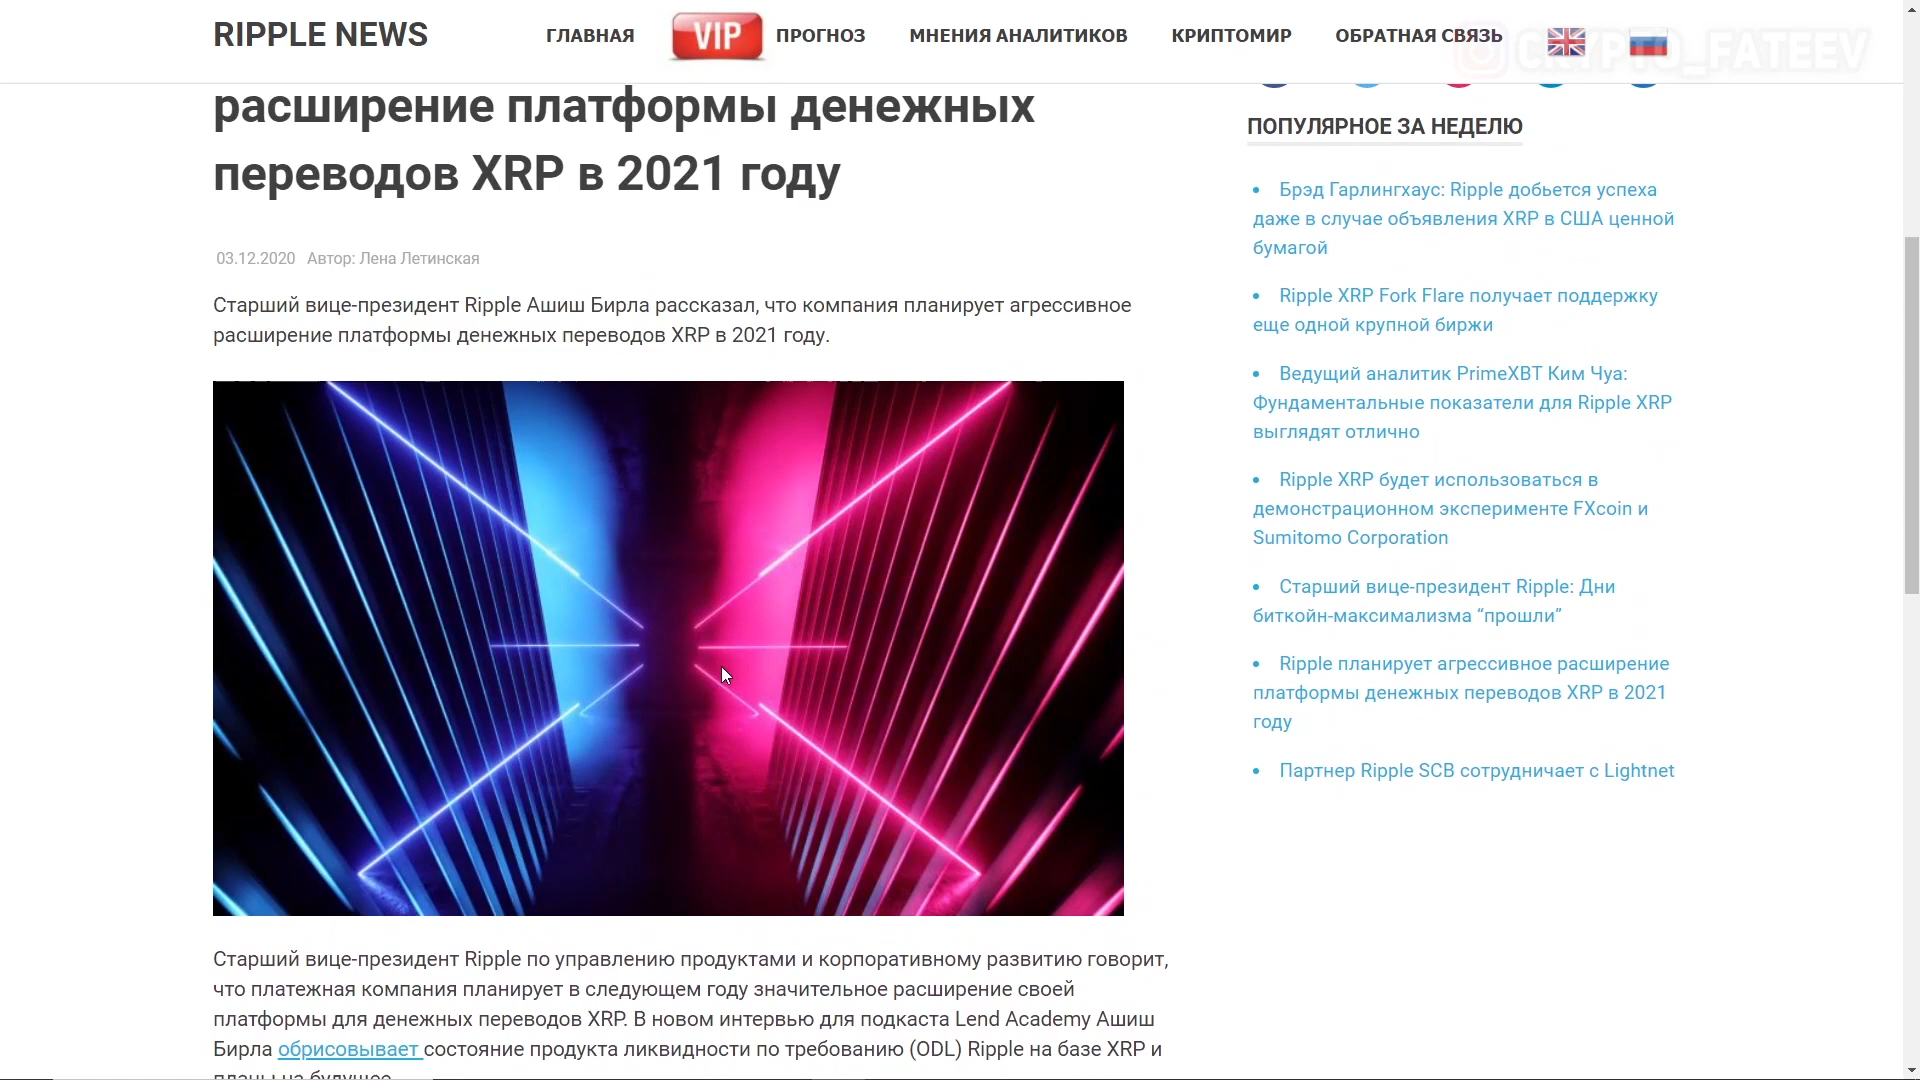 RIPPLE NEWS
ГЛАВНАЯ
VIP
ПРОГНОЗ
МНЕНИЯ АНАЛИТИКОВ
КРИПТОМИР
ОБРАТНАЯ СВЯЗЬ
CRYPTO_FATEEV
расширение платформы денежных
переводов XRP в 2021 году
03.12.2020 Автор: Лена Летинская
Старший вице-президент Ripple Ашиш Бирла рассказал, что компания планирует агрессивное
расширение платформы денежных переводов XRP в 2021 году.
Старший вице-президент Ripple по управлению продуктами и корпоративному развитию говорит,
что платежная компания планирует в следующем году значительное расширение своей
платформы для денежных переводов XRP. В новом интервью для подкаста Lend Academy Ашиш
Бирла обрисовывает состояние продукта ликвидности по требованию (ODL) Ripple на базе XRP и
планы на будущее.
ПОПУЛЯРНОЕ ЗА НЕДЕЛЮ
• Брэд Гарлингхаус: Ripple добьется успеха
даже в случае объявления XRP в США ценной
бумагой
• Ripple XRP Fork Flare получает поддержку
еще одной крупной биржи
• Ведущий аналитик PrimeXBT Ким Чуа:
Фундаментальные показатели для Ripple XRP
выглядят отлично
• Ripple XRP будет использоваться в
демонстрационном эксперименте FXcoin и
Sumitomo Corporation
• Старший вице-президент Ripple: Дни
биткойн-максимализма “прошли”
• Ripple планирует агрессивное расширение
платформы денежных переводов XRP в 2021
году
• Партнер Ripple SCB сотрудничает с Lightnet